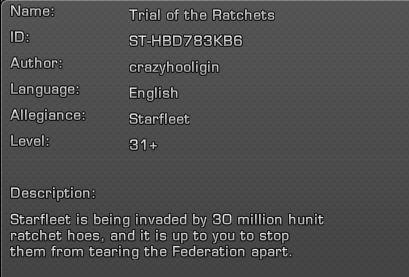 Name: Trial of the Ratchets
ID: ST-HBD783KB6
Author: crazyhooligin
Language: English
Allegiance: Starfleet
Level: 31+
Description:
Starfleet is being invaded by 30 million hunit
ratchet hoes, and it is up to you to stop
them from tearing the Federation apart.